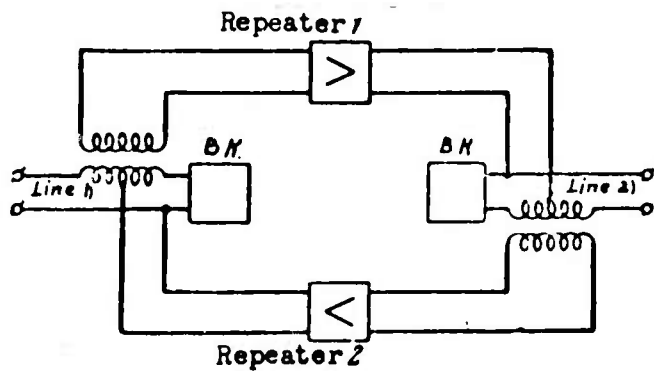 Repeater 1
>
B K.
B K
Line 1)
Line 2)
<
Repeater 2